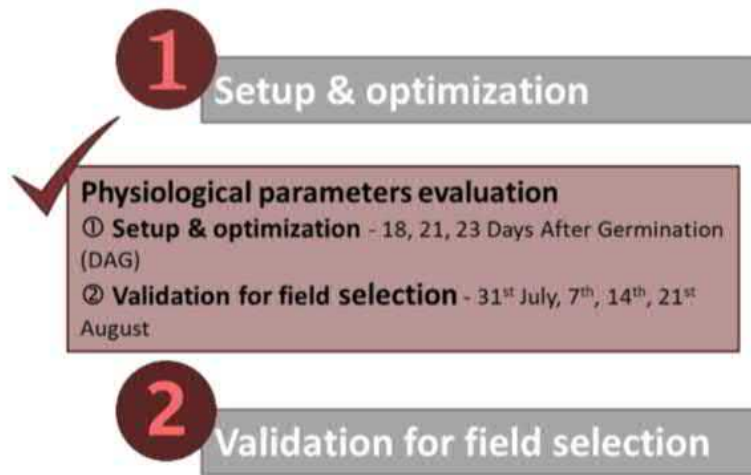 1
Setup & optimization
Physiological parameters evaluation
① Setup & optimization - 18, 21, 23 Days After Germination
(DAG)
② Validation for field selection - 31st July, 7th, 14th, 21st
August
2
Validation for field selection